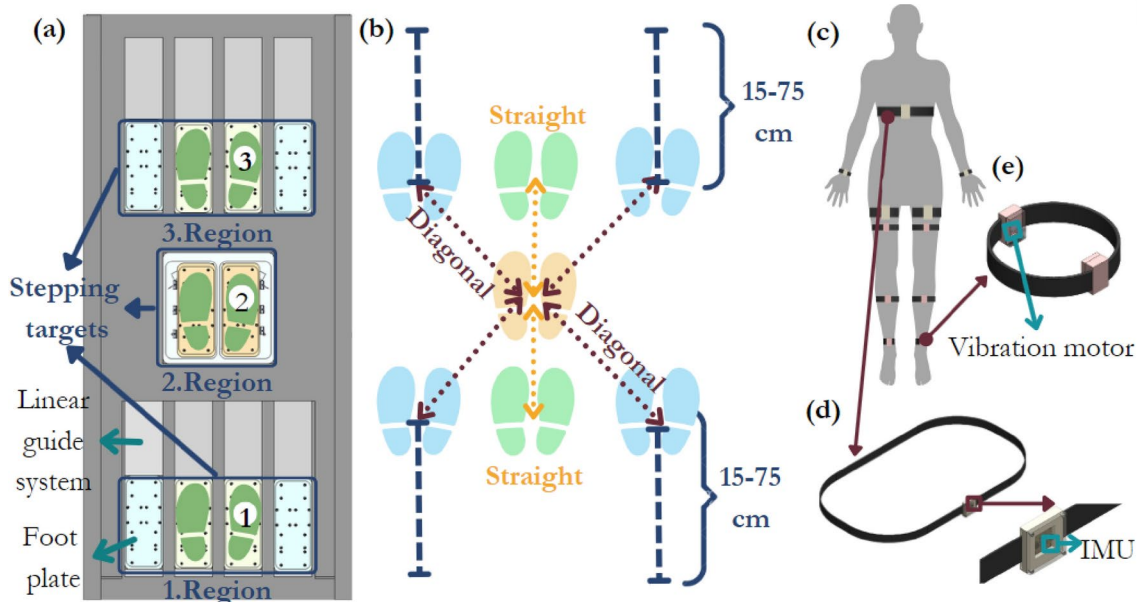 (a)
3
3.Region
Stepping
targets
2
2.Region
Linear
guide
system
Foot
plate
1
1.Region
(b)
15-75
cm
Straight
Diagonal
Diagonal
Straight
15-75
cm
(c)
(e)
Vibration motor
(d)
IMU